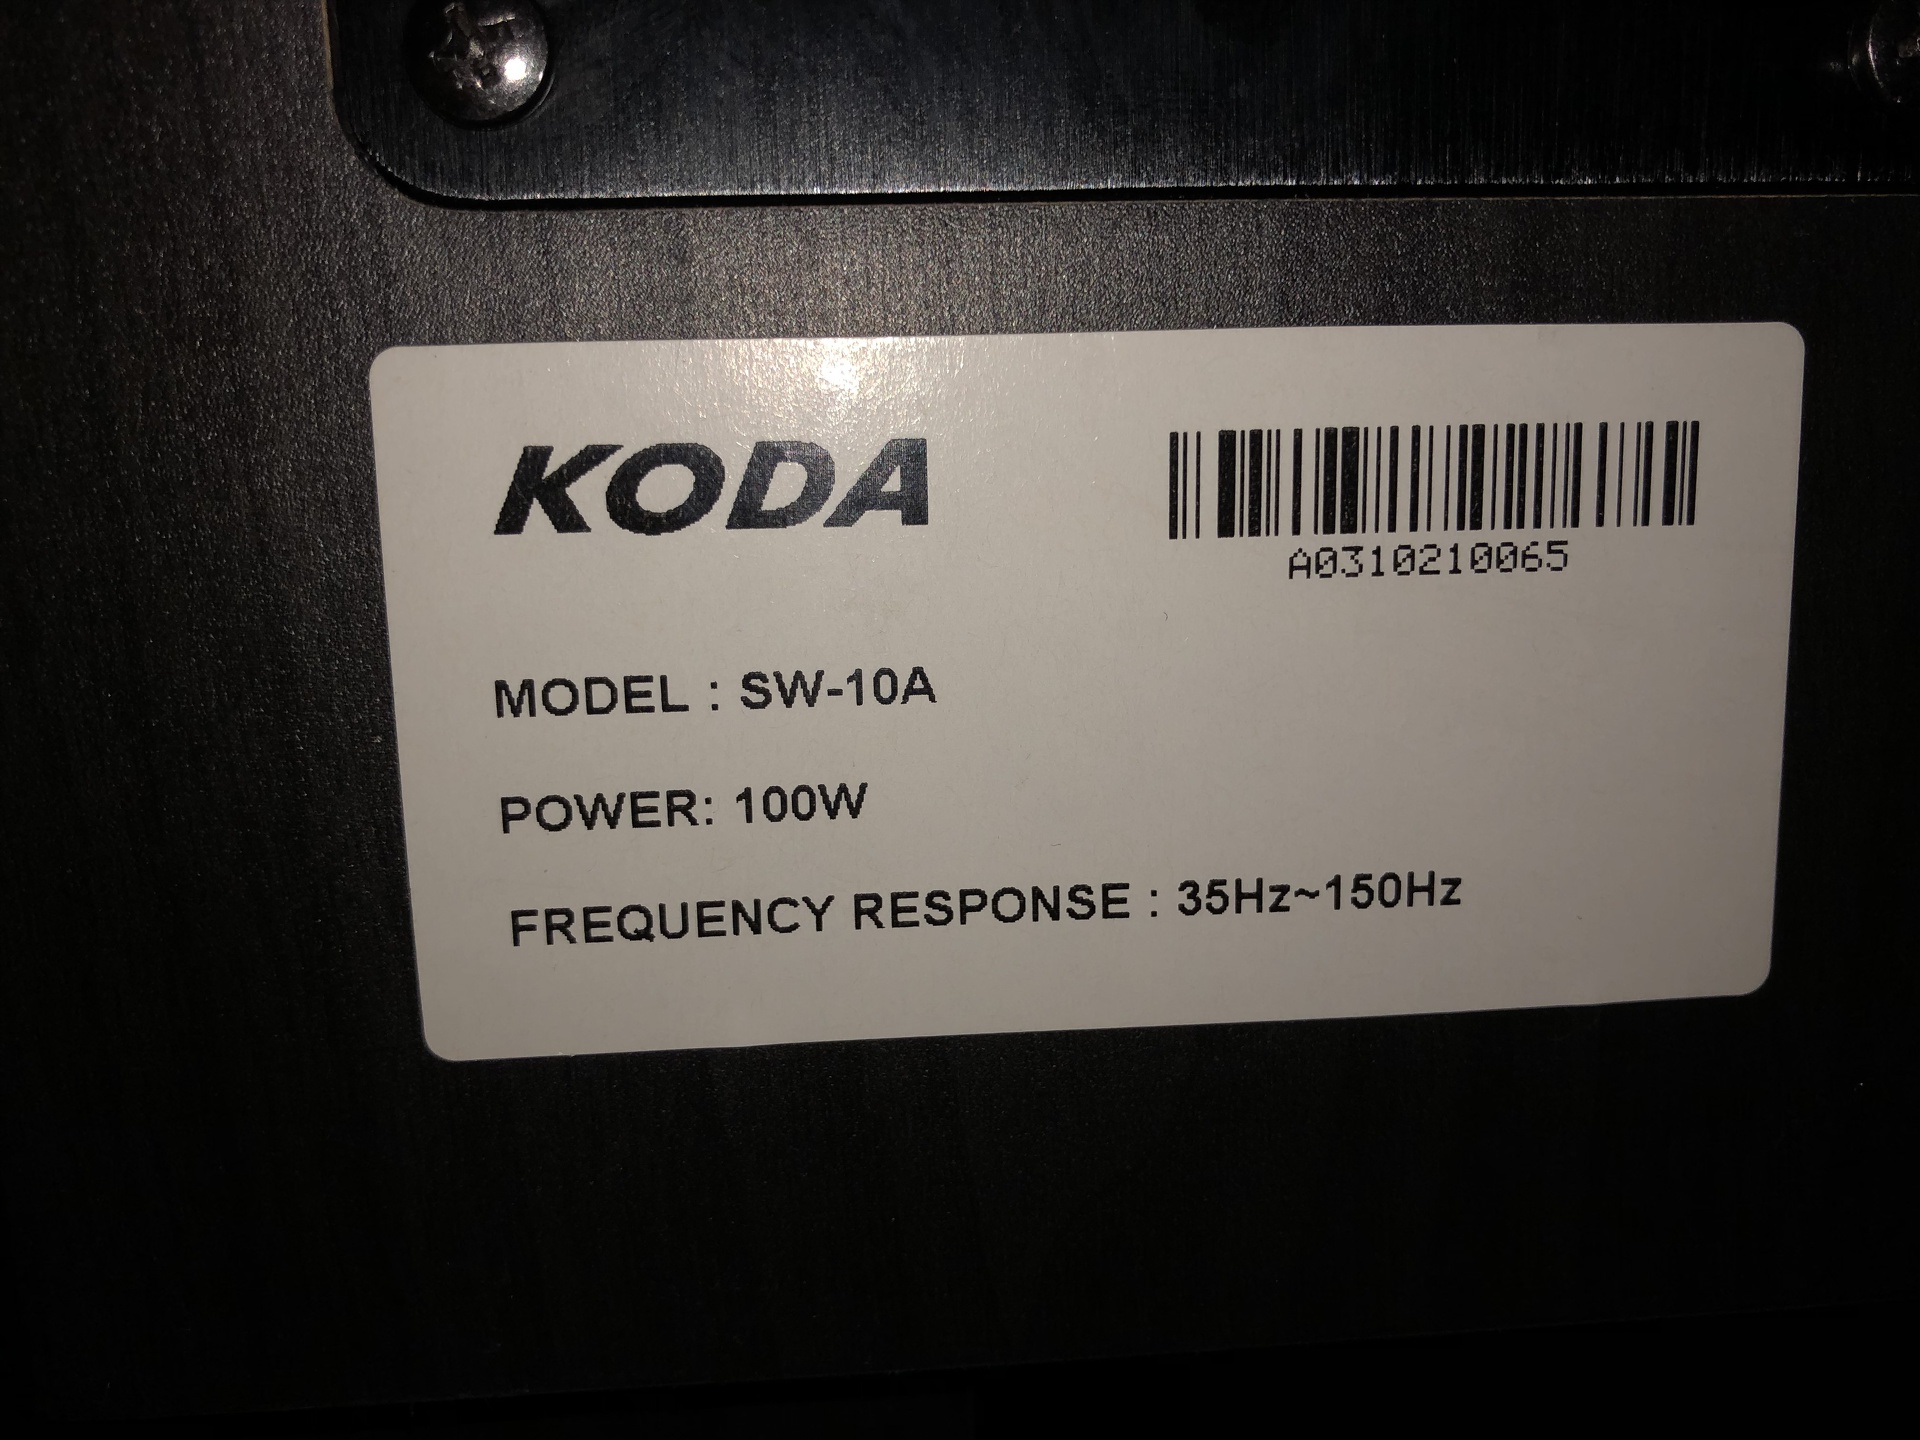 KODA
A0310210065
MODEL : SW-10A
POWER: 100W
FREQUENCY RESPONSE : 35Hz~150Hz